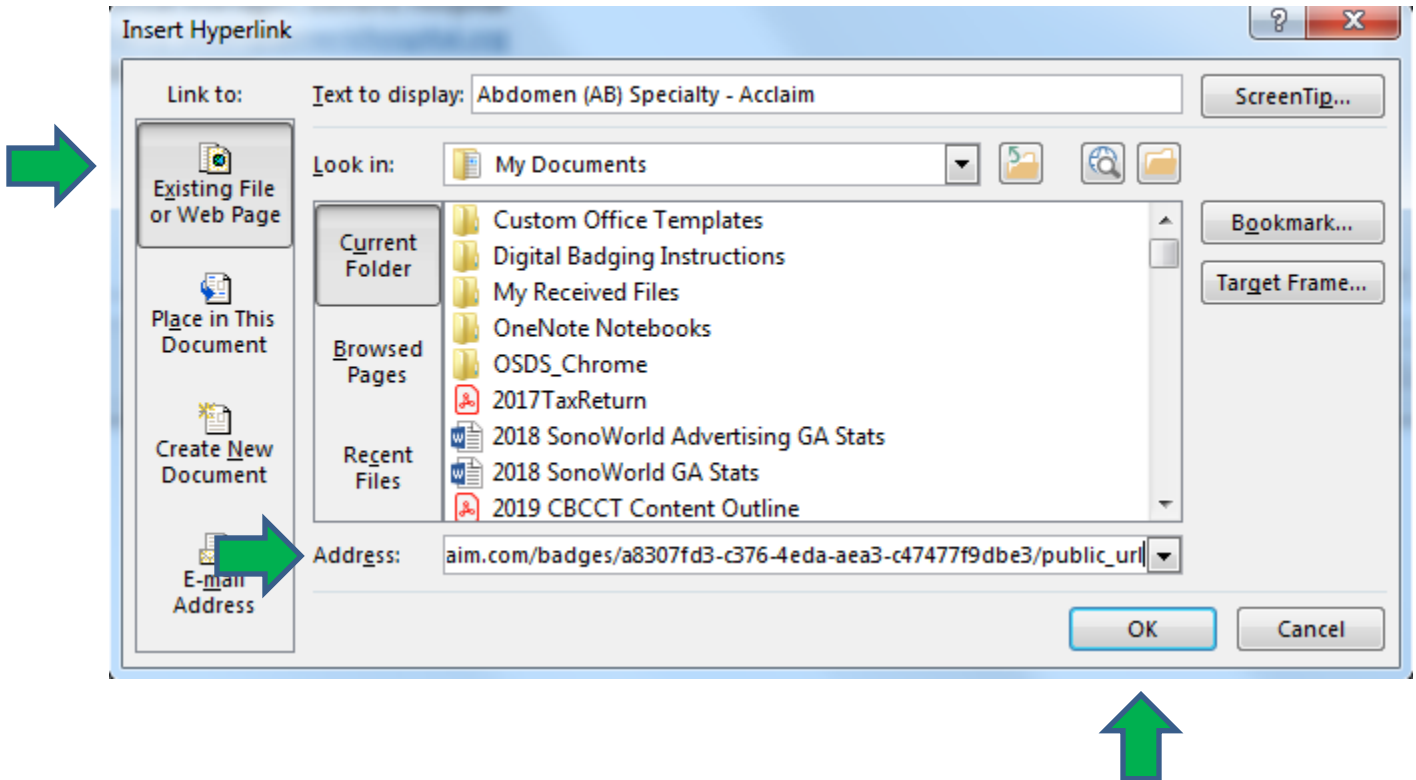 Insert Hyperlink
Link to:
Text to display: Abdomen (AB) Specialty - Acclaim
ScreenTip...
Existing File
or Web Page
Look in: My Documents
Current
Folder
Custom Office Templates
Digital Badging Instructions
My Received Files
OneNote Notebooks
OSDS_Chrome
2017TaxReturn
2018 SonoWorld Advertising GA Stats
2018 SonoWorld GA Stats
2019 CBCCT Content Outline
Bookmark...
Target Frame...
Place in This
Document
Browsed
Pages
Create New
Document
Recent
Files
E-mail
Address
Address: aim.com/badges/a8307fd3-c376-4eda-aea3-c47477f9dbe3/public_url
OK
Cancel